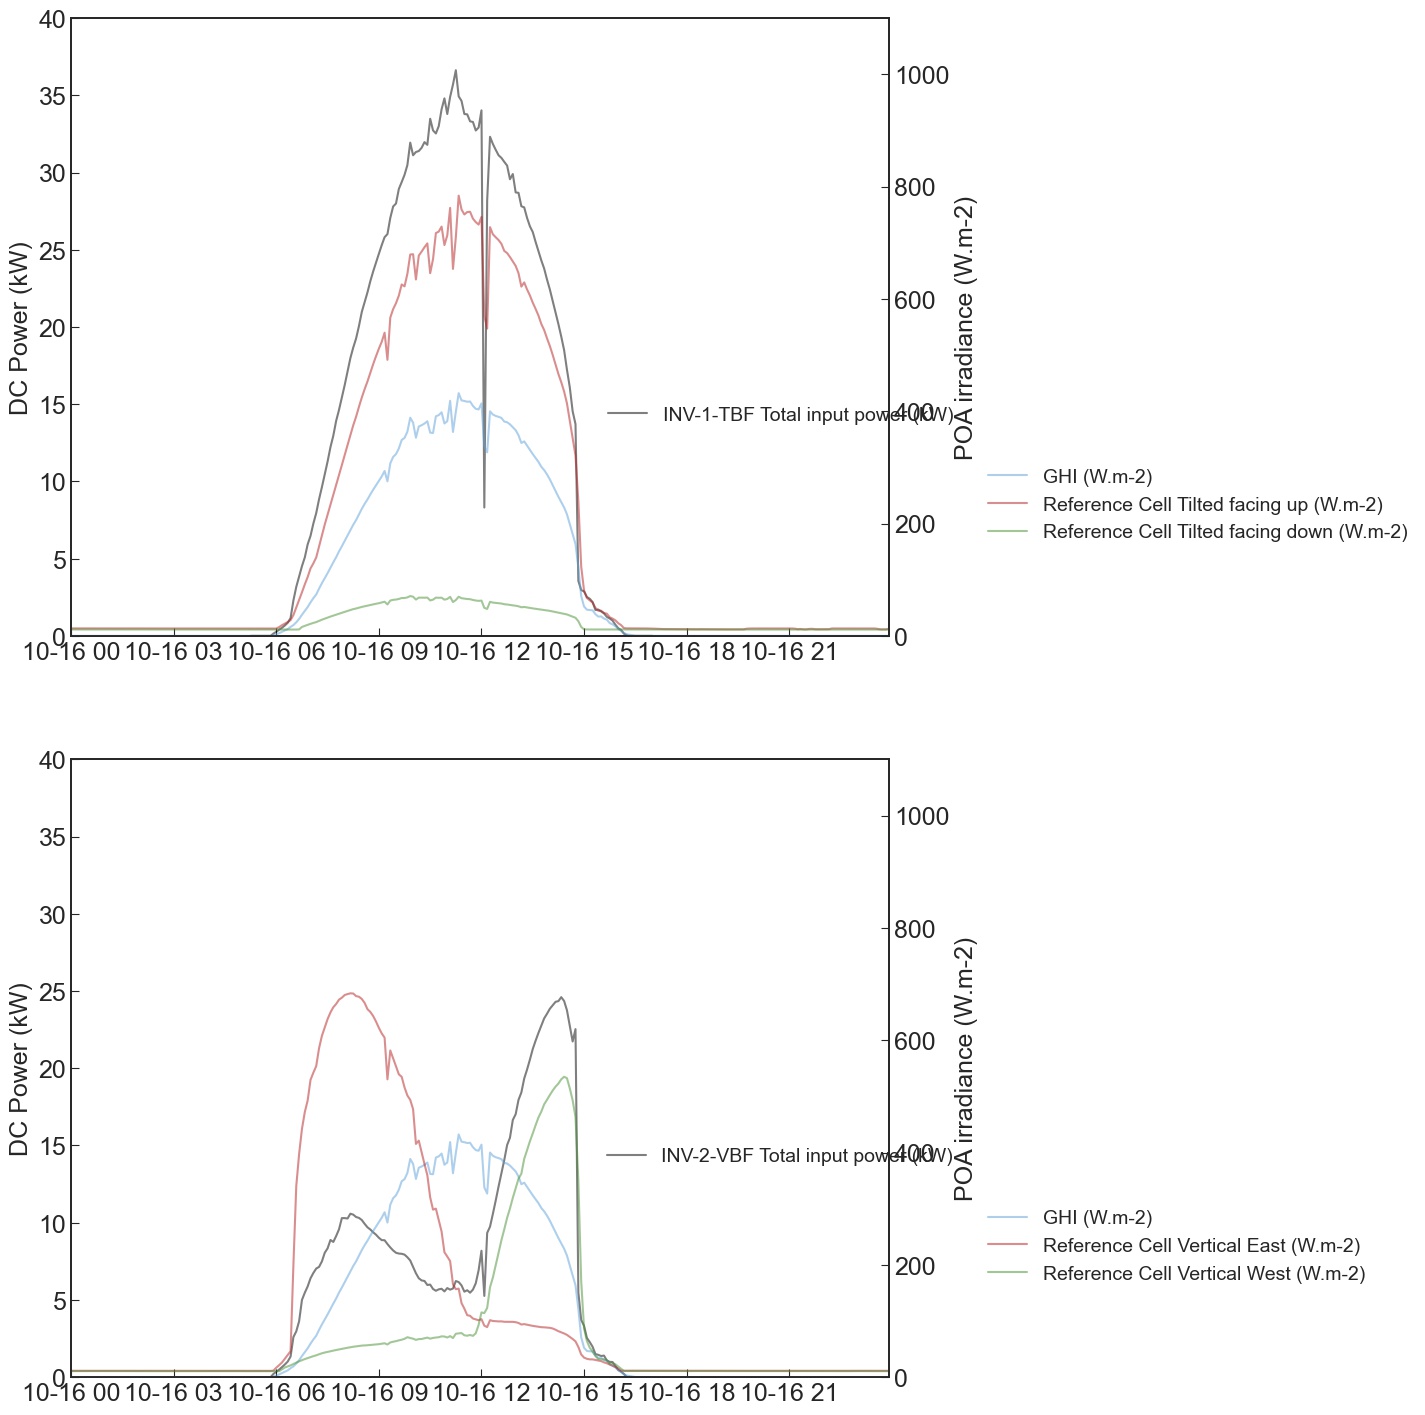 40
35
30
25
20
15
10
5
0
DC Power (kW)
1000
800
600
400
200
0
POA irradiance (W.m-2)
INV-1-TBF Total input power (kW)
GHI (W.m-2)
Reference Cell Tilted facing up (W.m-2)
Reference Cell Tilted facing down (W.m-2)
10-16 00 10-16 03 10-16 06 10-16 09 10-16 12 10-16 15 10-16 18 10-16 21
40
35
30
25
20
15
10
5
0
DC Power (kW)
1000
800
600
400
200
0
POA irradiance (W.m-2)
INV-2-VBF Total input power (kW)
GHI (W.m-2)
Reference Cell Vertical East (W.m-2)
Reference Cell Vertical West (W.m-2)
10-16 00 10-16 03 10-16 06 10-16 09 10-16 12 10-16 15 10-16 18 10-16 21